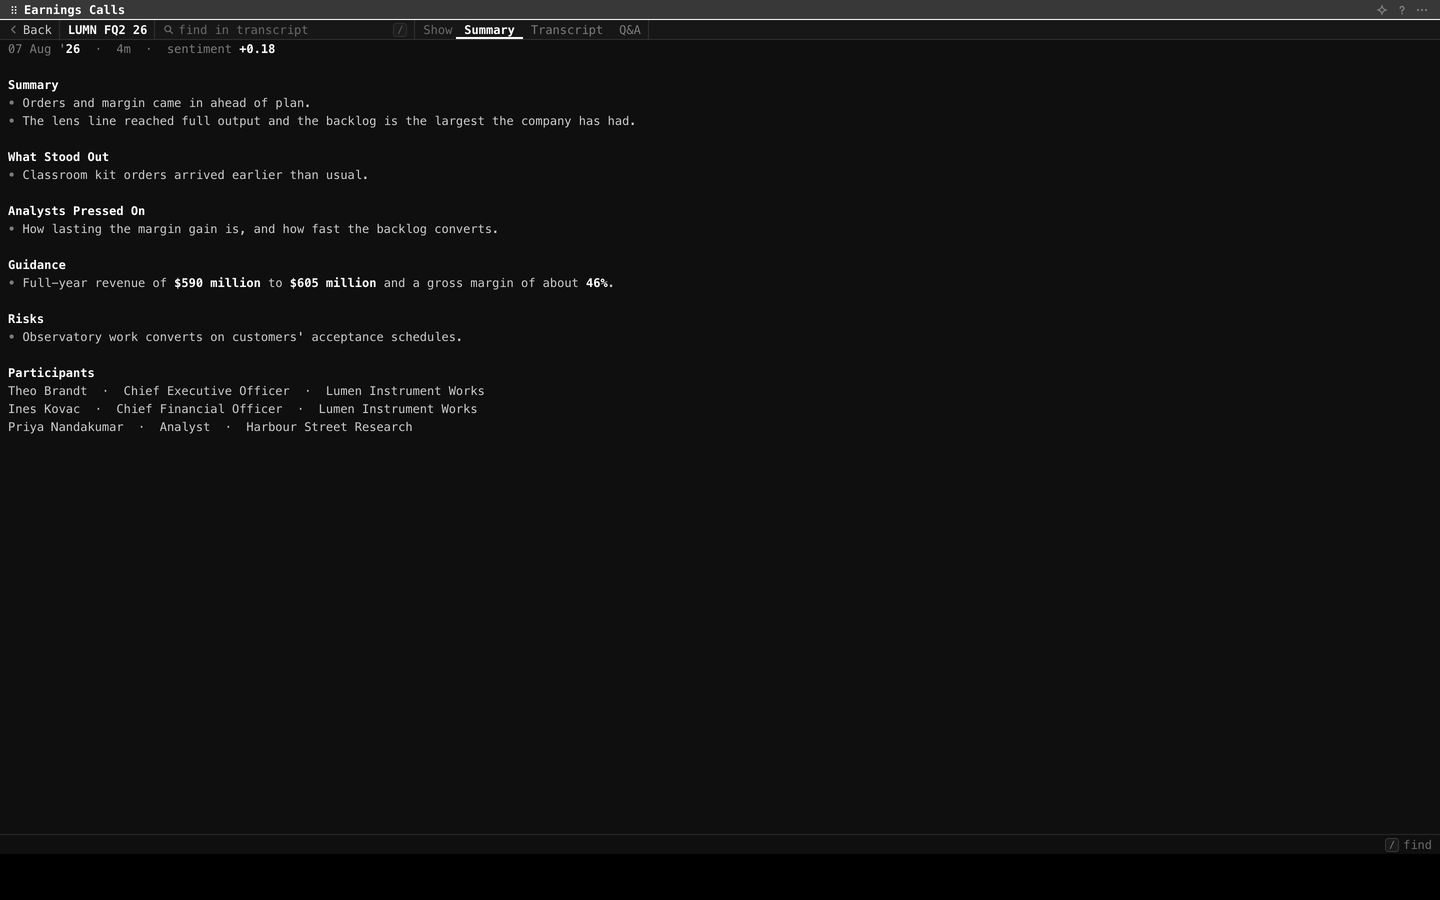 Earnings Calls ?
Back LUMN FQ2 26 find in transcript / Show Summary Transcript Q&A
07 Aug '26 · 4m · sentiment +0.18
Summary
• Orders and margin came in ahead of plan.
• The lens line reached full output and the backlog is the largest the company has had.
What Stood Out
• Classroom kit orders arrived earlier than usual.
Analysts Pressed On
• How lasting the margin gain is, and how fast the backlog converts.
Guidance
• Full-year revenue of $590 million to $605 million and a gross margin of about 46%.
Risks
• Observatory work converts on customers' acceptance schedules.
Participants
Theo Brandt · Chief Executive Officer · Lumen Instrument Works
Ines Kovac · Chief Financial Officer · Lumen Instrument Works
Priya Nandakumar · Analyst · Harbour Street Research
/ find